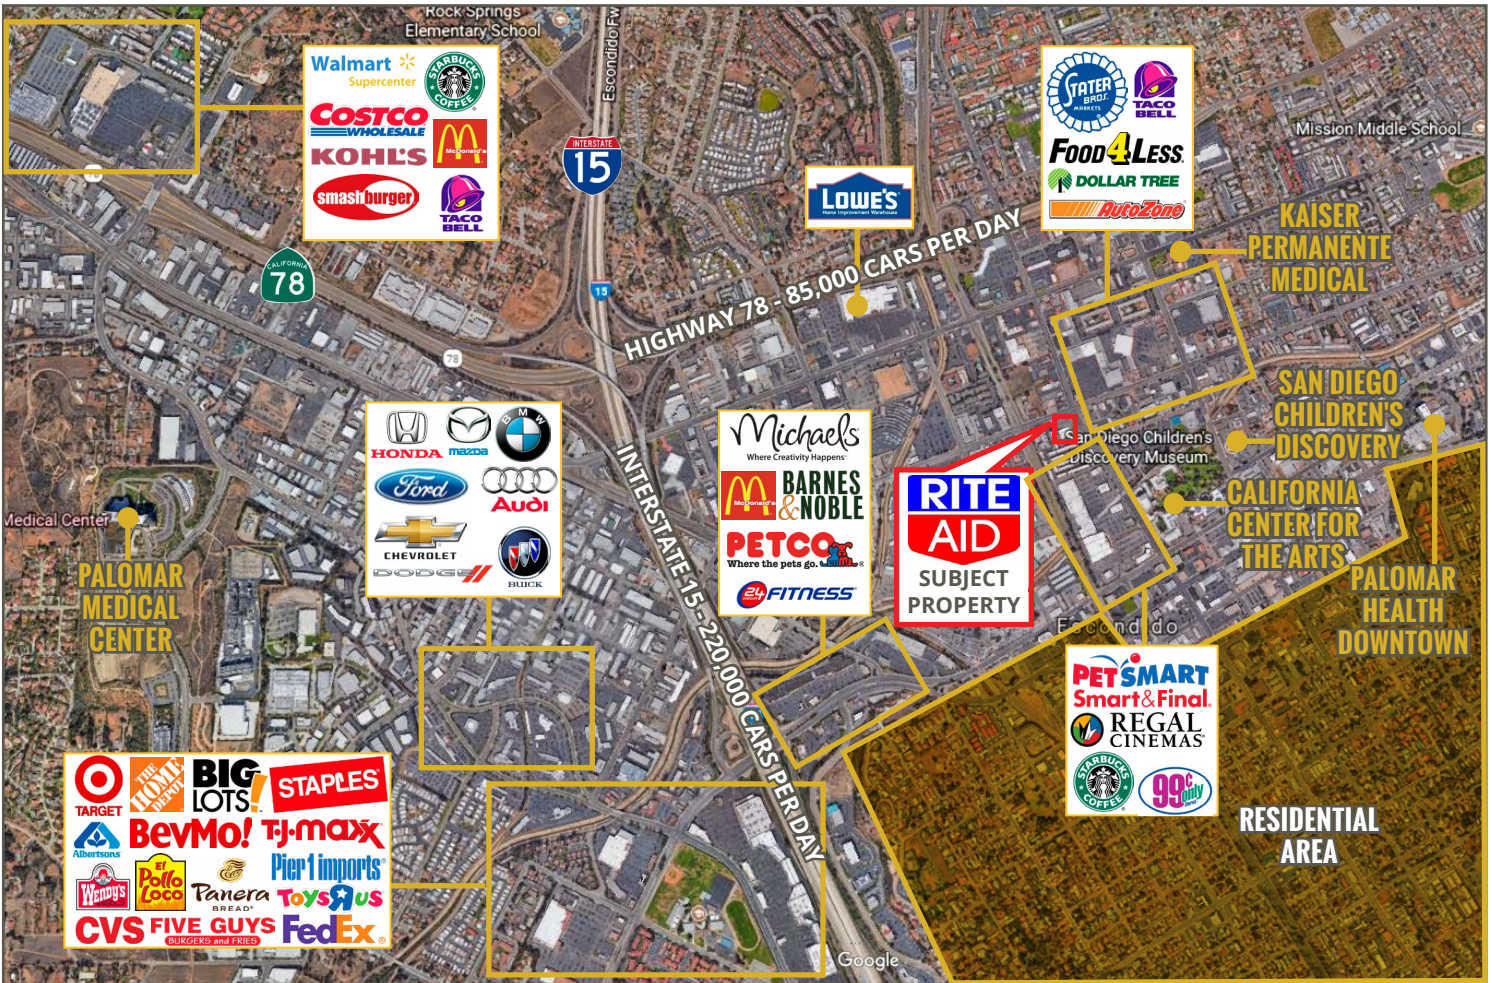 Rock Springs
Elementary School
Escondido Fw
Walmart
Supercenter
STARBUCKS
COFFEE
COSTCO
WHOLESALE
McDonald's
KOHL'S
smashburger
TACO
BELL
INTERSTATE
15
CALIFORNIA
78
15
78
LOWE'S
Home Improvement Warehouse
HIGHWAY 78 - 85,000 CARS PER DAY
STATER
BROS.
MARKETS
TACO
BELL
FOOD 4 LESS
DOLLAR TREE
AutoZone
Mission Middle School
KAISER
PERMANENTE
MEDICAL
SAN DIEGO
CHILDREN'S
DISCOVERY
San Diego Children's
Discovery Museum
CALIFORNIA
CENTER FOR
THE ARTS
PALOMAR
HEALTH
DOWNTOWN
HONDA
mazda
BMW
Ford
Audi
CHEVROLET
DODGE
BUICK
Michaels
Where Creativity Happens
McDonald's
BARNES
&NOBLE
PETCO
Where the pets go.
24
HOUR
FITNESS
RITE
AID
SUBJECT
PROPERTY
INTERSTATE 15 - 220,000 CARS PER DAY
Medical Center
PALOMAR
MEDICAL
CENTER
Escondido
PETSMART
Smart&Final.
REGAL
CINEMAS
STARBUCKS
COFFEE
99¢
only
Stores
RESIDENTIAL
AREA
TARGET
THE
HOME
DEPOT
BIG
LOTS!
STAPLES
Albertsons
BevMo!
T·J·maxx
Wendy's
El
Pollo
Loco
Panera
BREAD
Pier 1 imports
TOYS R US
CVS
FIVE GUYS
BURGERS and FRIES
FedEx
Google